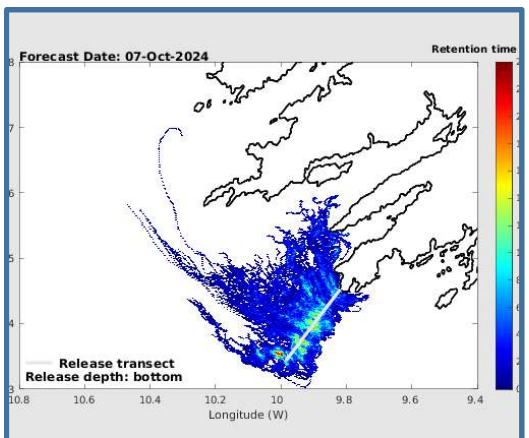 Forecast Date: 07-Oct-2024
Retention time
8
7
6
5
4
3
Release transect
Release depth: bottom
10.8
10.6
10.4
10.2
10
9.8
9.6
9.4
Longitude (W)